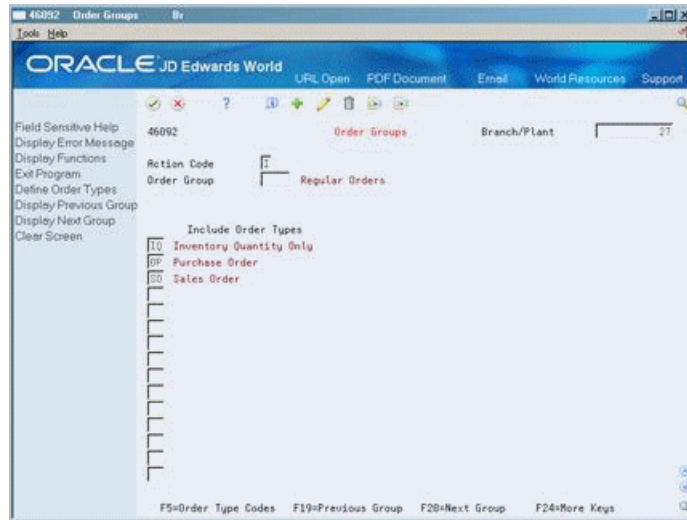 46092 Order Groups Br
Tools Help
ORACLE JD Edwards World
URL Open PDF Document Email World Resources Support
Field Sensitive Help
Display Error Message
Display Functions
Exit Program
Define Order Types
Display Previous Group
Display Next Group
Clear Screen
46092 Order Groups Branch/Plant 27
Action Code I
Order Group Regular Orders
Include Order Types
IQ Inventory Quantity Only
OP Purchase Order
SO Sales Order
F5=Order Type Codes F19=Previous Group F20=Next Group F24=More Keys